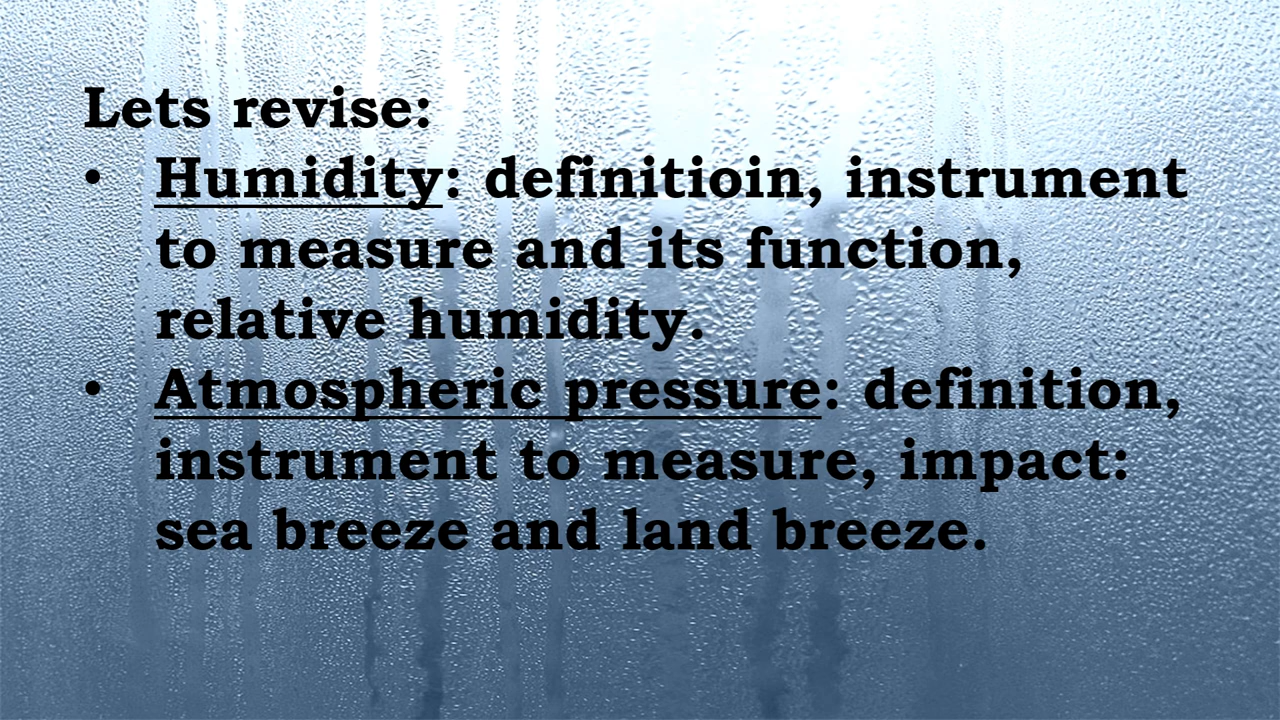 Lets revise:
• Humidity: definitioin, instrument
to measure and its function,
relative humidity.
• Atmospheric pressure: definition,
instrument to measure, impact:
sea breeze and land breeze.